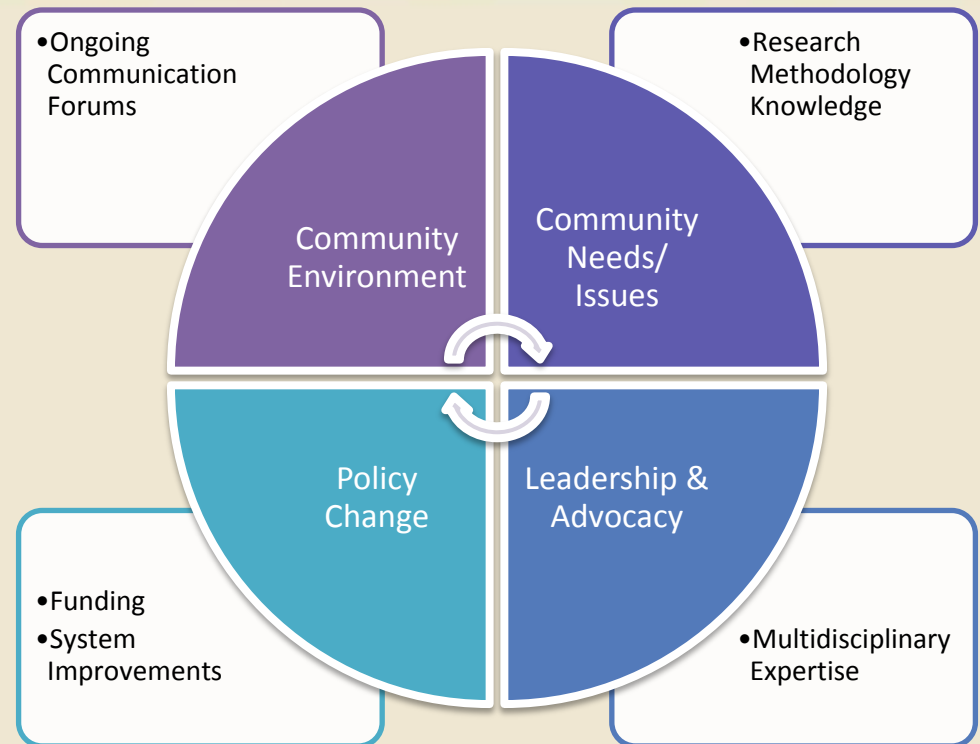 •Ongoing
Communication
Forums
•Research
Methodology
Knowledge
Community
Environment
Community
Needs/
Issues
Policy
Change
Leadership &
Advocacy
•Funding
•System
Improvements
•Multidisciplinary
Expertise